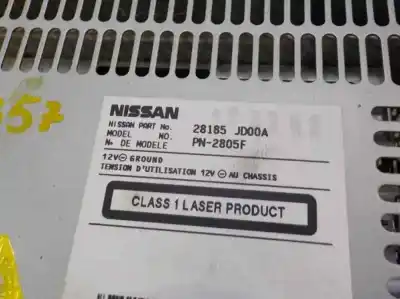 357
NISSAN
NISSAN PART No. 28185 JD00A
MODEL NO. PN-2805F
No. DE MODELE
12V⊖ GROUND
TENSION D'UTILISATION 12V⊖ AU CHASSIS
CLASS 1 LASER PRODUCT